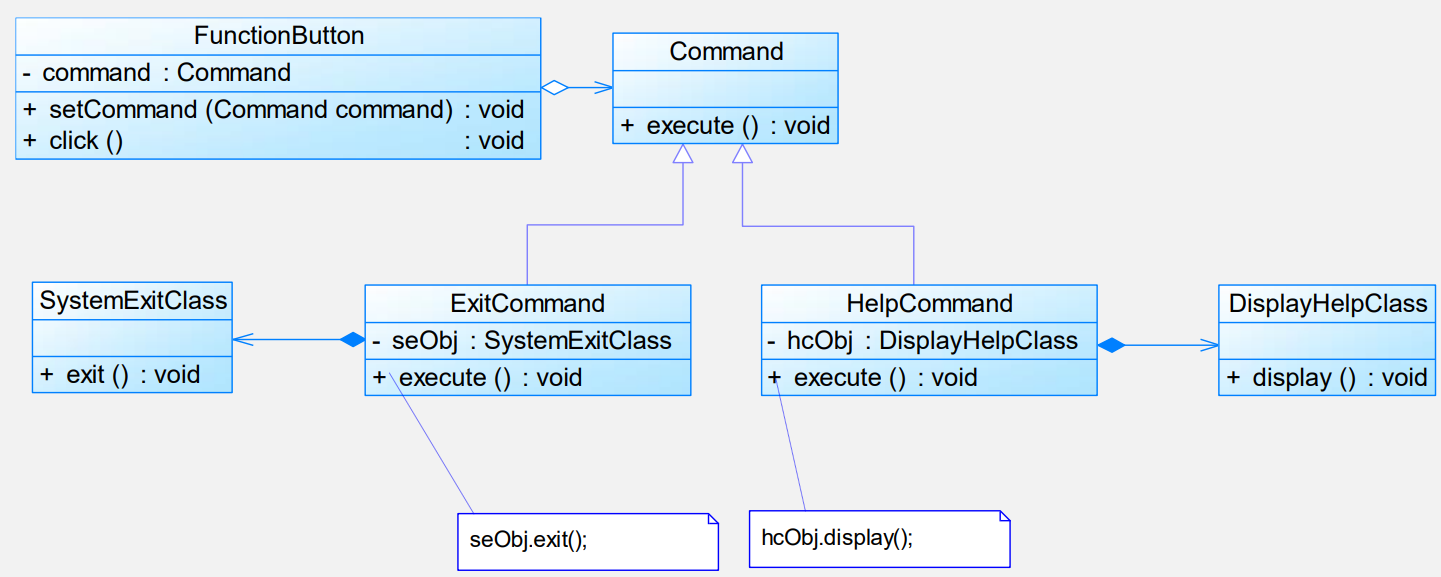 FunctionButton
- command : Command
+ setCommand (Command command) : void
+ click () : void
Command
+ execute () : void
SystemExitClass
+ exit () : void
ExitCommand
- seObj : SystemExitClass
+ execute () : void
HelpCommand
- hcObj : DisplayHelpClass
+ execute () : void
DisplayHelpClass
+ display () : void
seObj.exit();
hcObj.display();